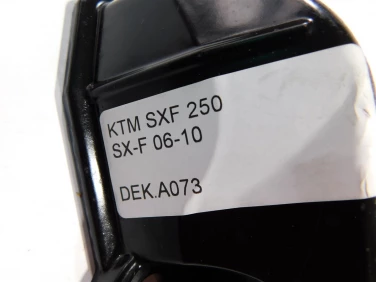 KTM SXF 250
SX-F 06-10
DEK.A073